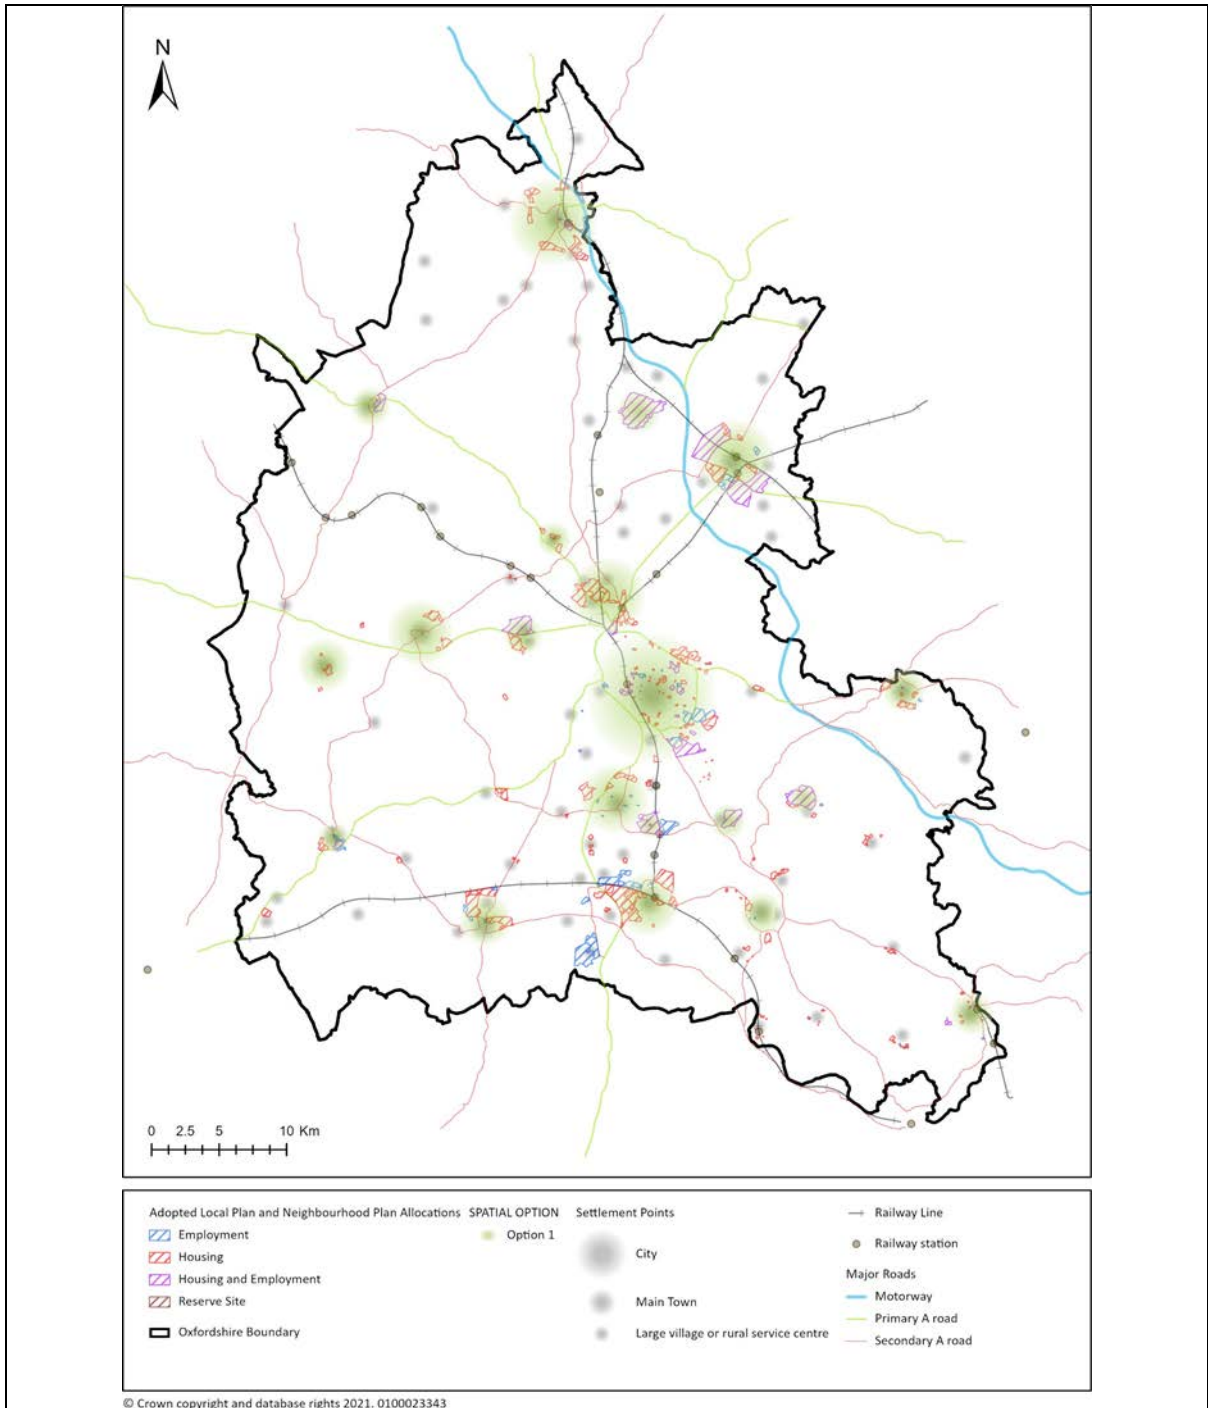 N
0 2.5 5 10 Km
Adopted Local Plan and Neighbourhood Plan Allocations
Employment
Housing
Housing and Employment
Reserve Site
Oxfordshire Boundary
SPATIAL OPTION
Option 1
Settlement Points
City
Main Town
Large village or rural service centre
Railway Line
Railway station
Major Roads
Motorway
Primary A road
Secondary A road
© Crown copyright and database rights 2021. 0100023343